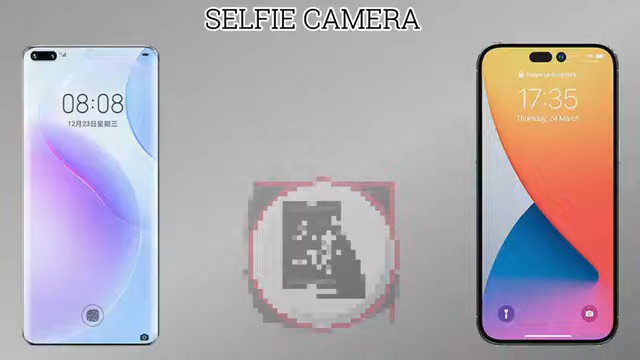 SELFIE CAMERA
08:08
12月23日星期三
17:35
Thursday, 24 March